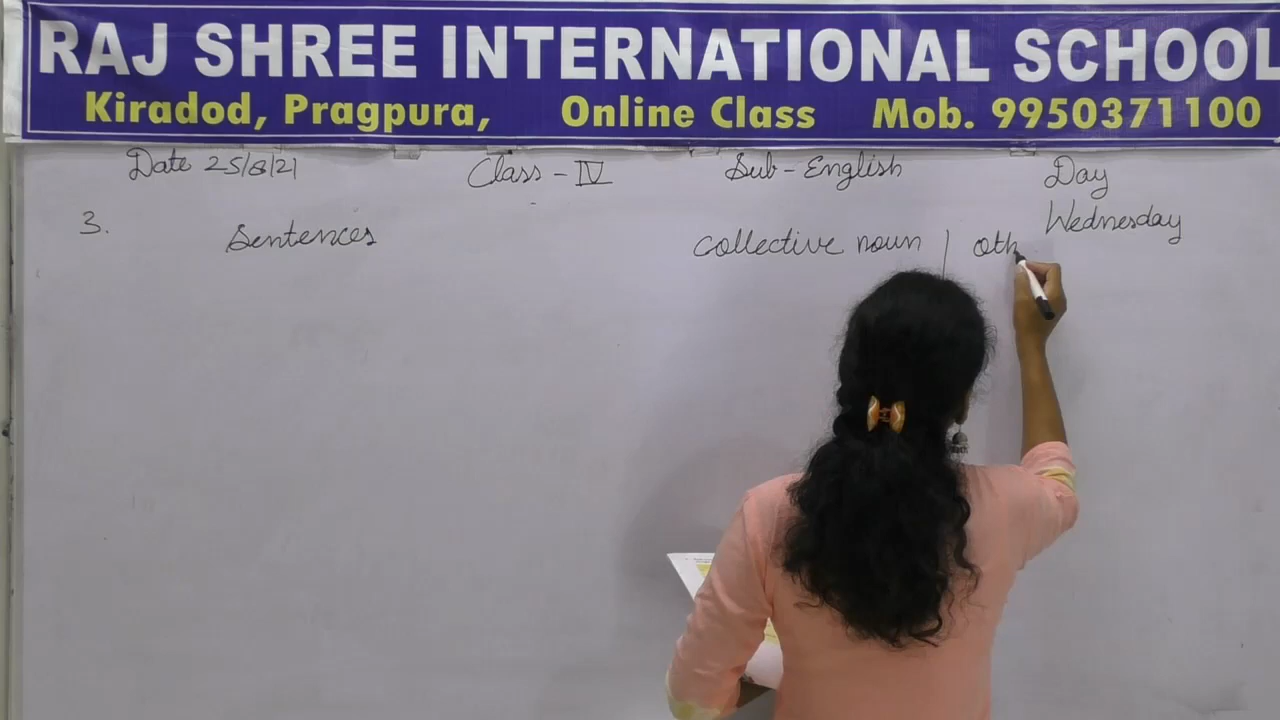 RAJ SHREE INTERNATIONAL SCHOOL
Kiradod, Pragpura, Online Class Mob. 9950371100
Date 25/8/21 Class - IV Sub - English Day
Wednesday
3. Sentences collective noun | oth